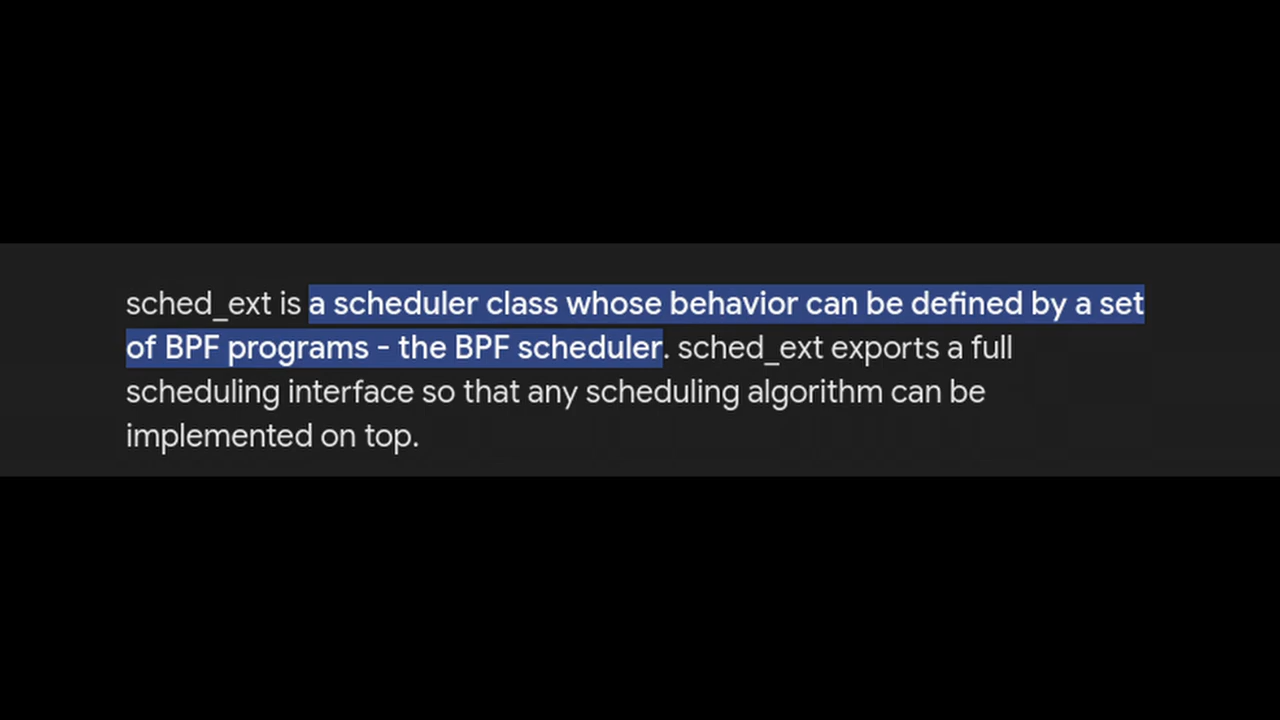 sched_ext is a scheduler class whose behavior can be defined by a set
of BPF programs - the BPF scheduler. sched_ext exports a full
scheduling interface so that any scheduling algorithm can be
implemented on top.